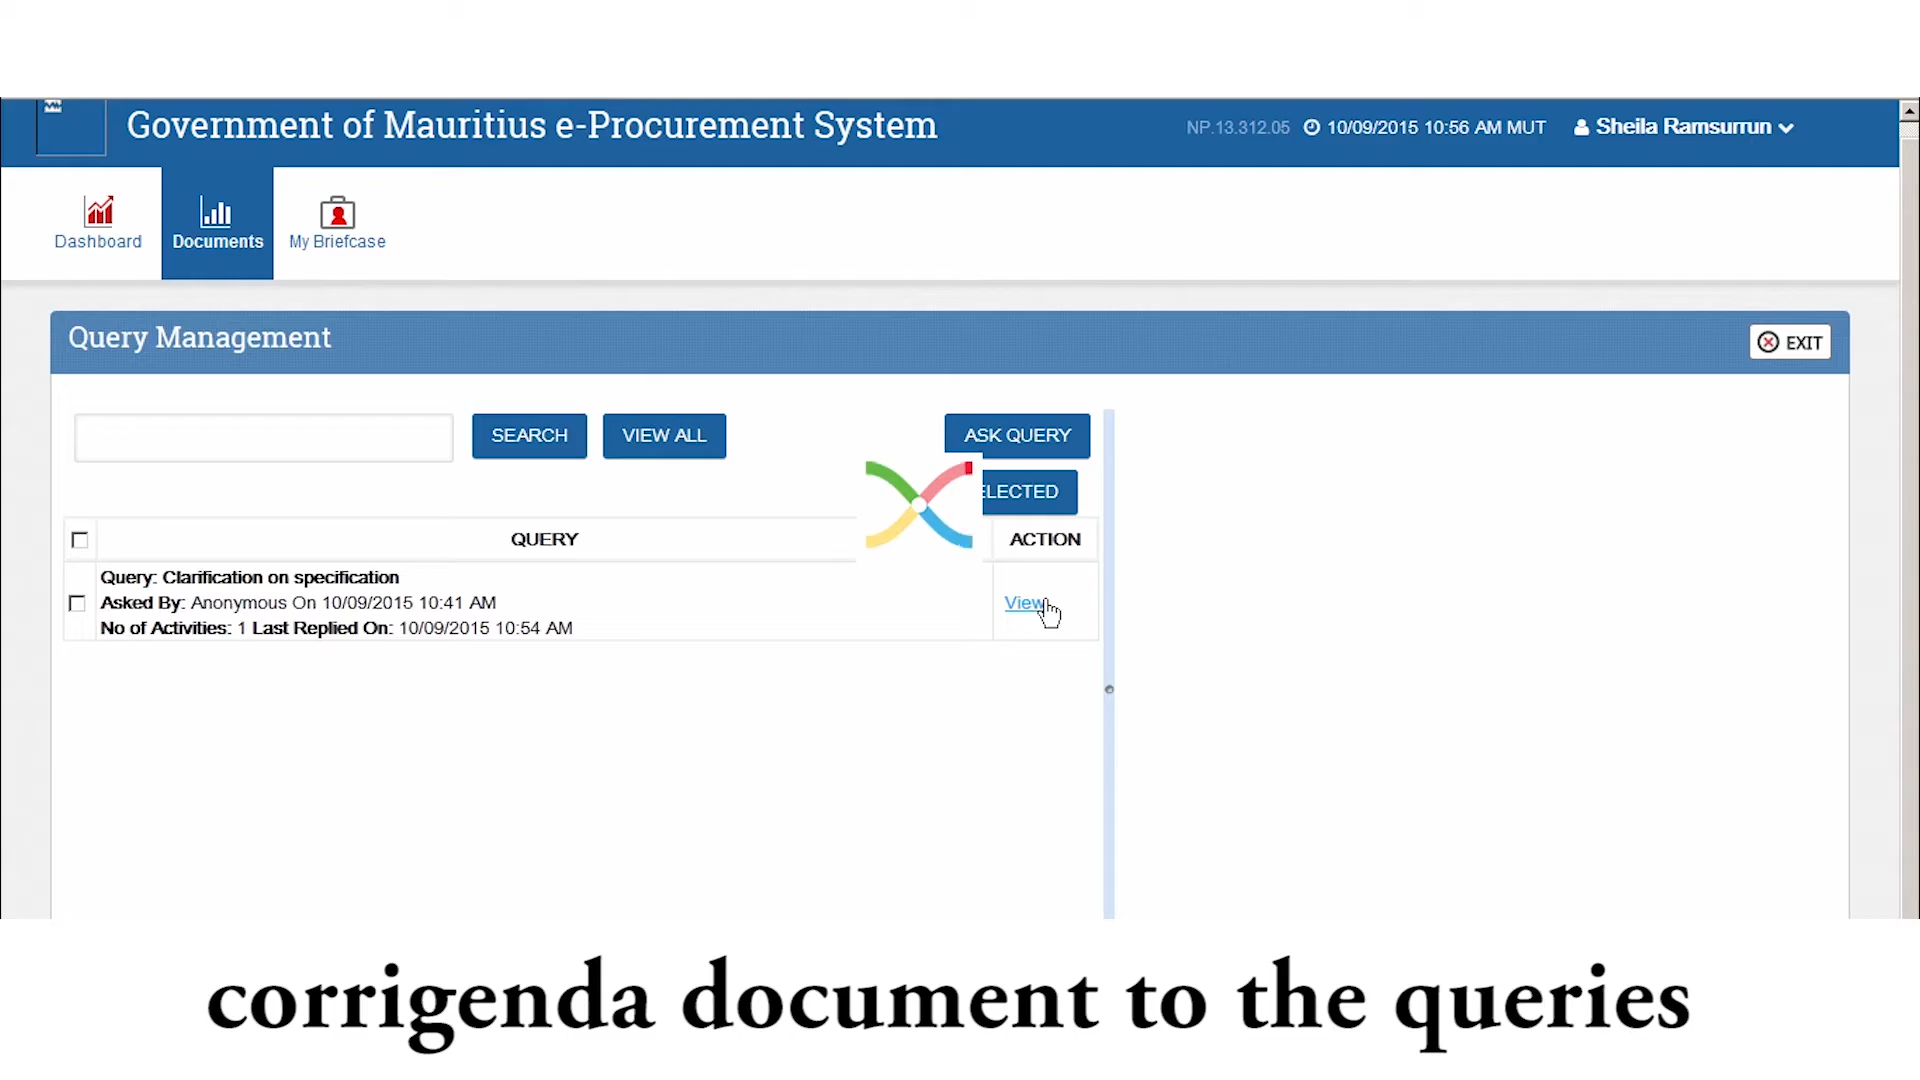 Government of Mauritius e-Procurement System
NP.13.312.05 10/09/2015 10:56 AM MUT Sheila Ramsurrun
Dashboard Documents My Briefcase
Query Management
EXIT
SEARCH VIEW ALL ASK QUERY
ELECTED
QUERY ACTION
Query: Clarification on specification
Asked By: Anonymous On 10/09/2015 10:41 AM
View
No of Activities: 1 Last Replied On: 10/09/2015 10:54 AM
corrigenda document to the queries